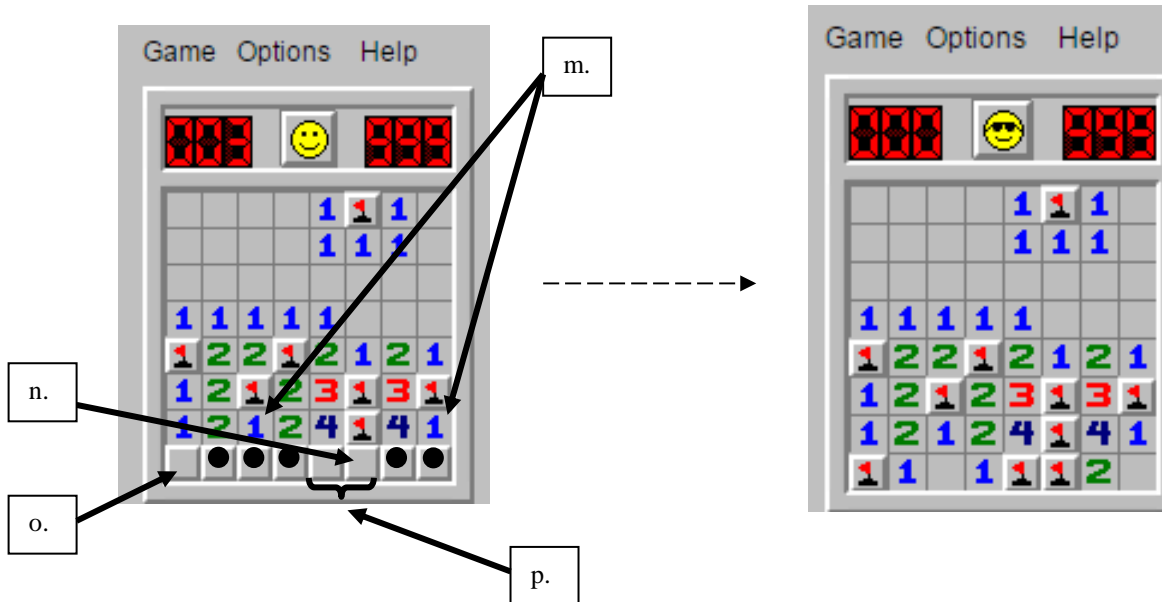 Game Options Help
m.
1 1
1 1 1
1 1 1 1 1
2 2 2 1 2 1
1 2 2 3 3
1 2 1 2 4 4 1
n.
o.
p.
Game Options Help
1 1
1 1 1
1 1 1 1 1
2 2 2 1 2 1
1 2 2 3 3
1 2 1 2 4 4 1
1 1 2